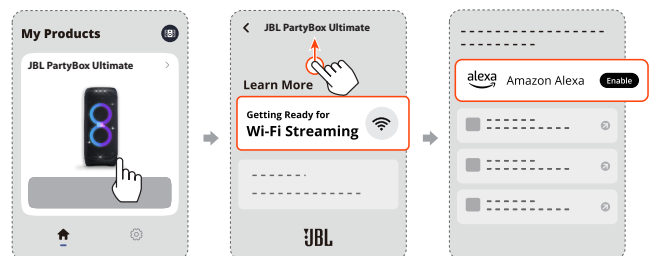 My Products
JBL PartyBox Ultimate
JBL PartyBox Ultimate
Learn More
Getting Ready for
Wi-Fi Streaming
JBL
alexa
Amazon Alexa
Enable